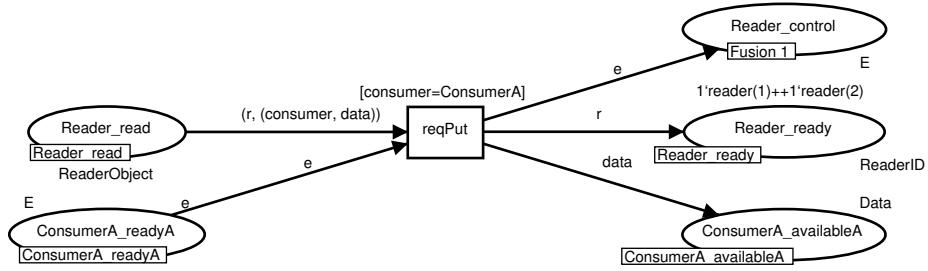 Reader_control
Fusion 1
E
e
[consumer=ConsumerA]
1‘reader(1)++1‘reader(2)
Reader_read
(r, (consumer, data))
reqPut
r
Reader_ready
Reader_read
Reader_ready
ReaderObject
e
data
ReaderID
E
e
Data
ConsumerA_readyA
ConsumerA_availableA
ConsumerA_readyA
ConsumerA_availableA